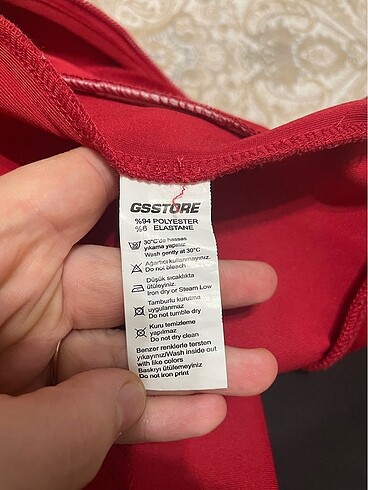 GSSTORE
%94 POLYESTER
%6 ELASTANE
30°C'de hassas
yıkama yapınız
Wash gently at 30°C
Ağartıcı kullanmayınız.
Do not bleach
Düşük sıcaklıkta
ütüleyiniz.
Iron dry or Steam Low
Tamburlu kurutma
uygulanmaz
Do not tumble dry
Kuru temizleme
yapılmaz
Do not dry clean
Benzer renklerle tersten
yıkayınız/Wash inside out
with like colors
Baskıyı ütülemeyiniz
Do not iron print